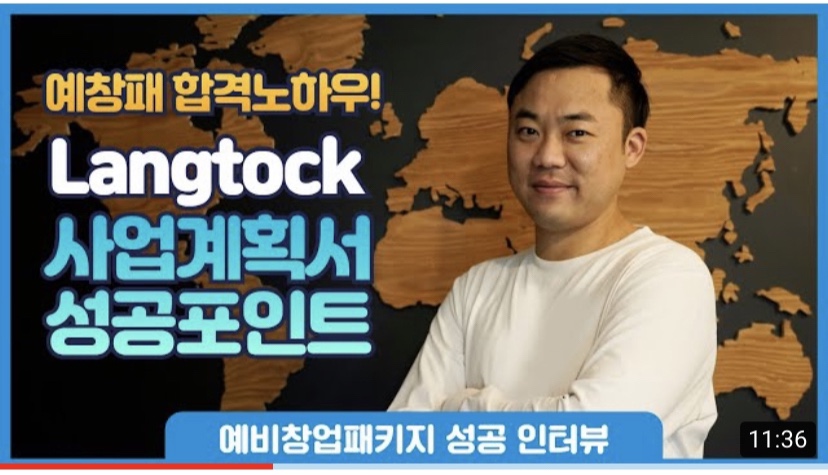 예창패 합격노하우!
Langtock
사업계획서
성공포인트
예비창업패키지 성공 인터뷰
11:36